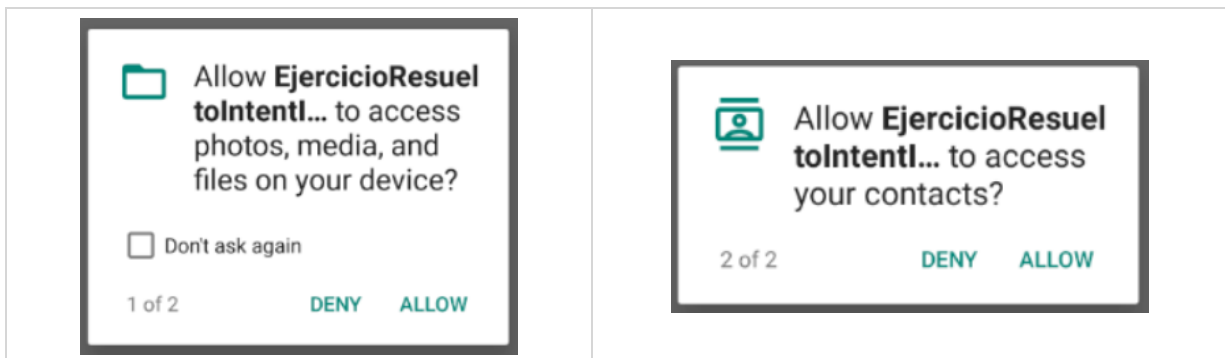 Allow EjercicioResuel
toIntentI... to access
photos, media, and
files on your device?
Don't ask again
1 of 2 DENY ALLOW
Allow EjercicioResuel
toIntentI... to access
your contacts?
2 of 2 DENY ALLOW